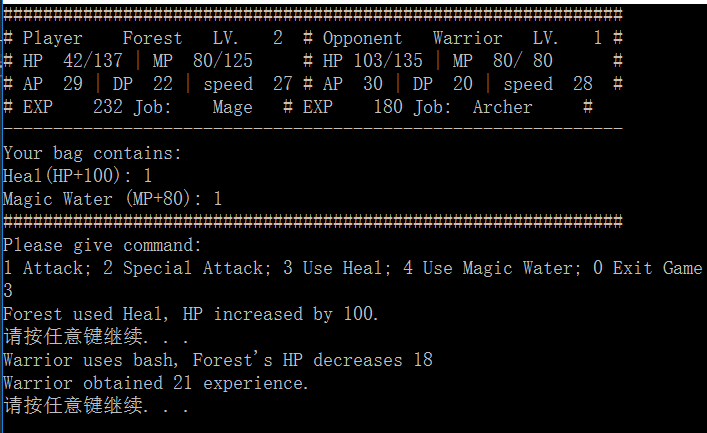 ##############################################################
# Player    Forest   LV.   2  # Opponent   Warrior   LV.   1 #
# HP  42/137 | MP  80/125     # HP 103/135 | MP  80/ 80      #
# AP  29 | DP  22 | speed  27 # AP  30 | DP  20 | speed  28  #
# EXP    232 Job:    Mage   # EXP    180 Job:  Archer     #
--------------------------------------------------------------
Your bag contains:
Heal(HP+100): 1
Magic Water (MP+80): 1
##############################################################
Please give command:
1 Attack; 2 Special Attack; 3 Use Heal; 4 Use Magic Water; 0 Exit Game
3
Forest used Heal, HP increased by 100.
请按任意键继续. . .
Warrior uses bash, Forest's HP decreases 18
Warrior obtained 21 experience.
请按任意键继续. . .